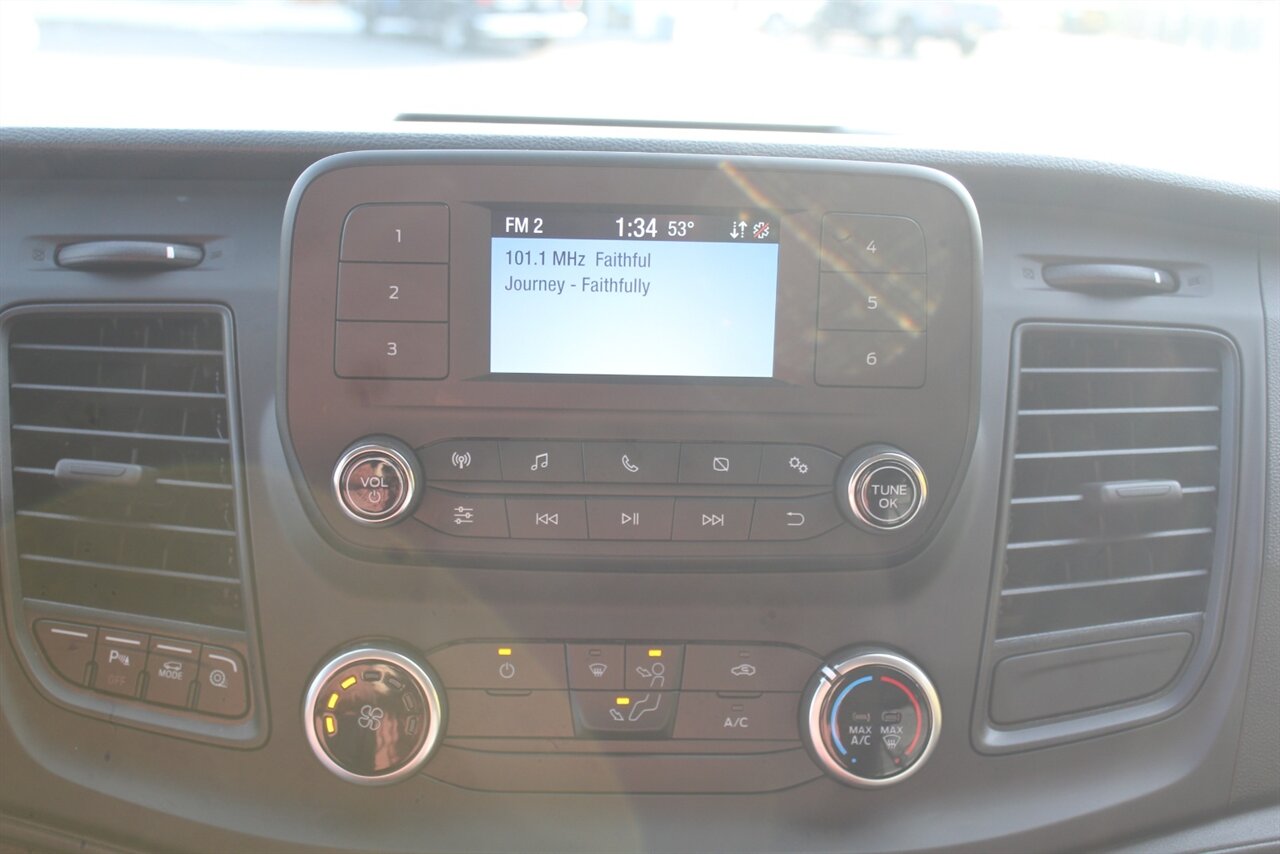 FM 2 1:34 53°
101.1 MHz Faithful
Journey - Faithfully
1
2
3
4
5
6
VOL
TUNE
OK
P OFF
MODE
A/C
MAX A/C
MAX